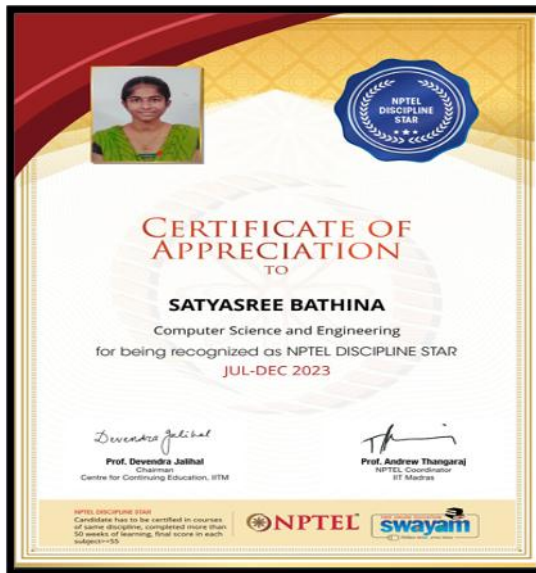 NPTEL
DISCIPLINE
STAR
CERTIFICATE OF
APPRECIATION
TO
SATYASREE BATHINA
Computer Science and Engineering
for being recognized as NPTEL DISCIPLINE STAR
JUL-DEC 2023
Devendra Jalihal
Prof. Devendra Jalihal
Chairman
Centre for Continuing Education, IITM
Prof. Andrew Thangaraj
NPTEL Coordinator
IIT Madras
NPTEL DISCIPLINE STAR
Candidate has to be certified in courses
of same discipline, completed more than
50 weeks of learning, final score in each
subject>=55
NPTEL
swayam